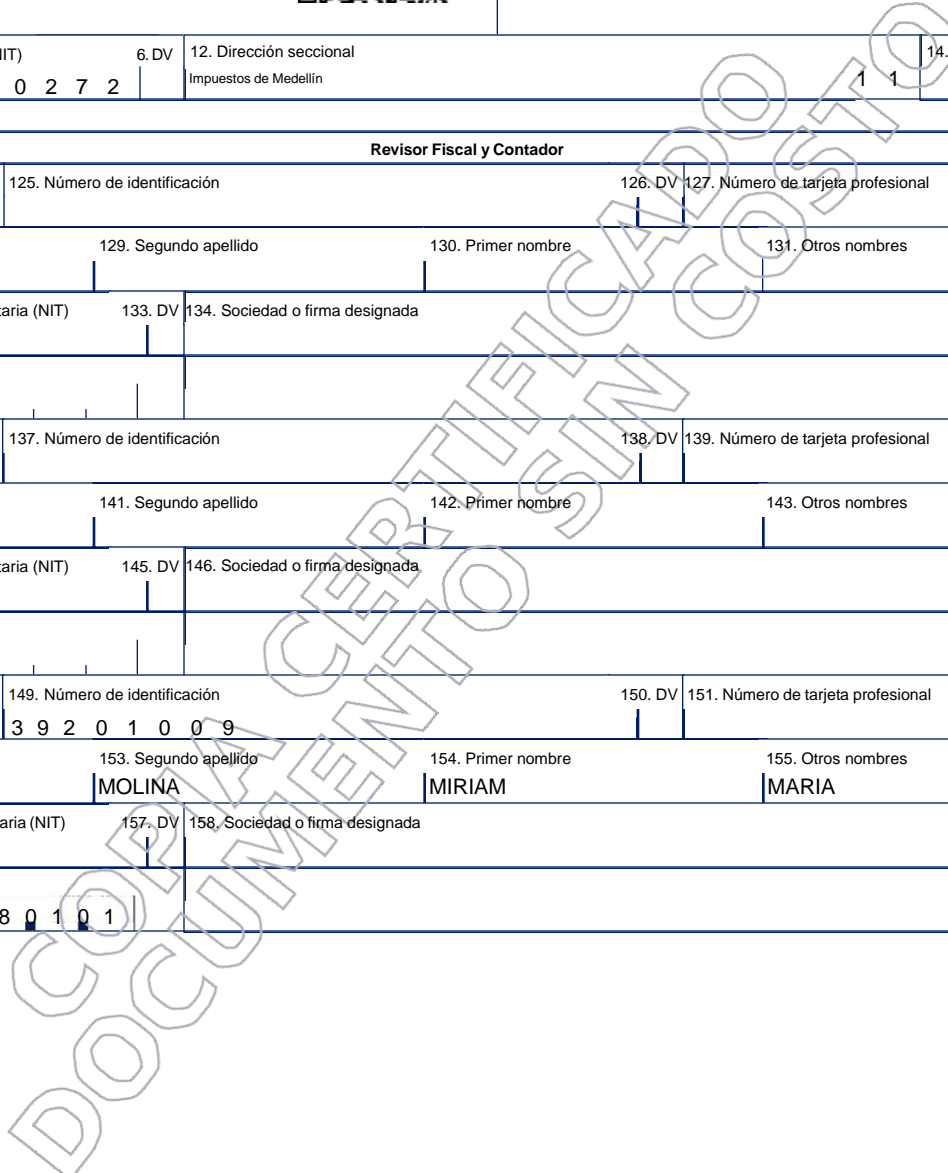 IIT) 6. DV 12. Dirección seccional 14.
0 2 7 2 Impuestos de Medellín 1 1
Revisor Fiscal y Contador
125. Número de identificación 126. DV 127. Número de tarjeta profesional
129. Segundo apellido 130. Primer nombre 131. Otros nombres
taria (NIT) 133. DV 134. Sociedad o firma designada
137. Número de identificación 138. DV 139. Número de tarjeta profesional
141. Segundo apellido 142. Primer nombre 143. Otros nombres
taria (NIT) 145. DV 146. Sociedad o firma designada
149. Número de identificación 150. DV 151. Número de tarjeta profesional
3 9 2 0 1 0 0 9
153. Segundo apellido 154. Primer nombre 155. Otros nombres
MOLINA MIRIAM MARIA
aria (NIT) 157. DV 158. Sociedad o firma designada
8 0 1 0 1
COPIA CERTIFICADO
DOCUMENTO SIN COSTO